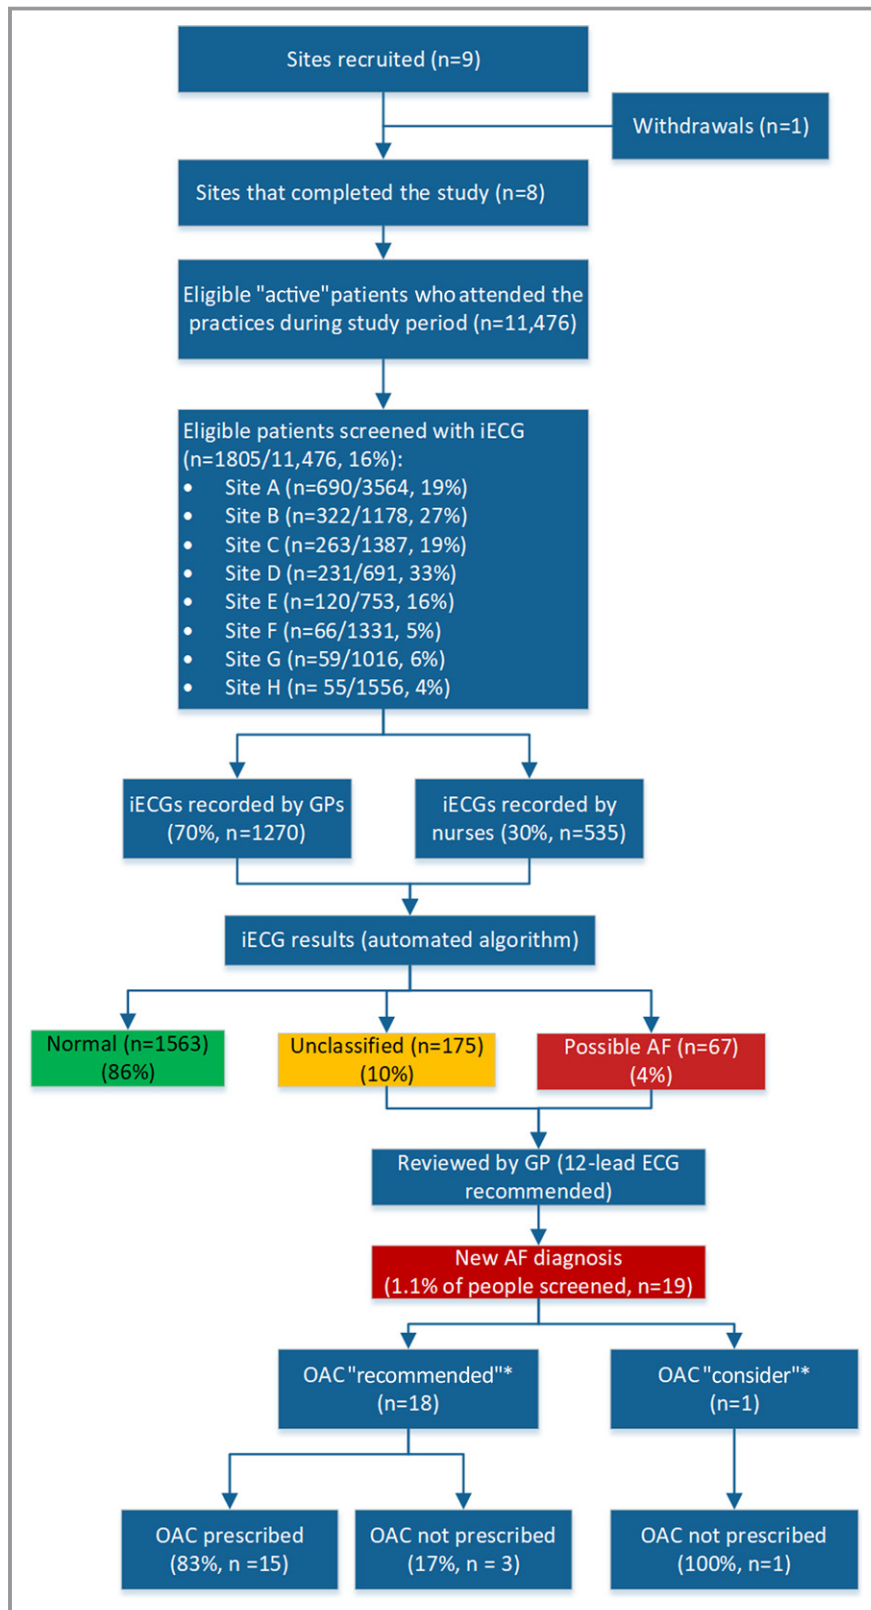 Sites recruited (n=9)
Withdrawals (n=1)
Sites that completed the study (n=8)
Eligible "active"patients who attended the
practices during study period (n=11,476)
Eligible patients screened with iECG
(n=1805/11,476, 16%):
• Site A (n=690/3564, 19%)
• Site B (n=322/1178, 27%)
• Site C (n=263/1387, 19%)
• Site D (n=231/691, 33%)
• Site E (n=120/753, 16%)
• Site F (n=66/1331, 5%)
• Site G (n=59/1016, 6%)
• Site H (n= 55/1556, 4%)
iECGs recorded by GPs
(70%, n=1270)
iECGs recorded by
nurses (30%, n=535)
iECG results (automated algorithm)
Normal (n=1563)
(86%)
Unclassified (n=175)
(10%)
Possible AF (n=67)
(4%)
Reviewed by GP (12-lead ECG
recommended)
New AF diagnosis
(1.1% of people screened, n=19)
OAC "recommended"*
(n=18)
OAC "consider"*
(n=1)
OAC prescribed
(83%, n =15)
OAC not prescribed
(17%, n = 3)
OAC not prescribed
(100%, n=1)